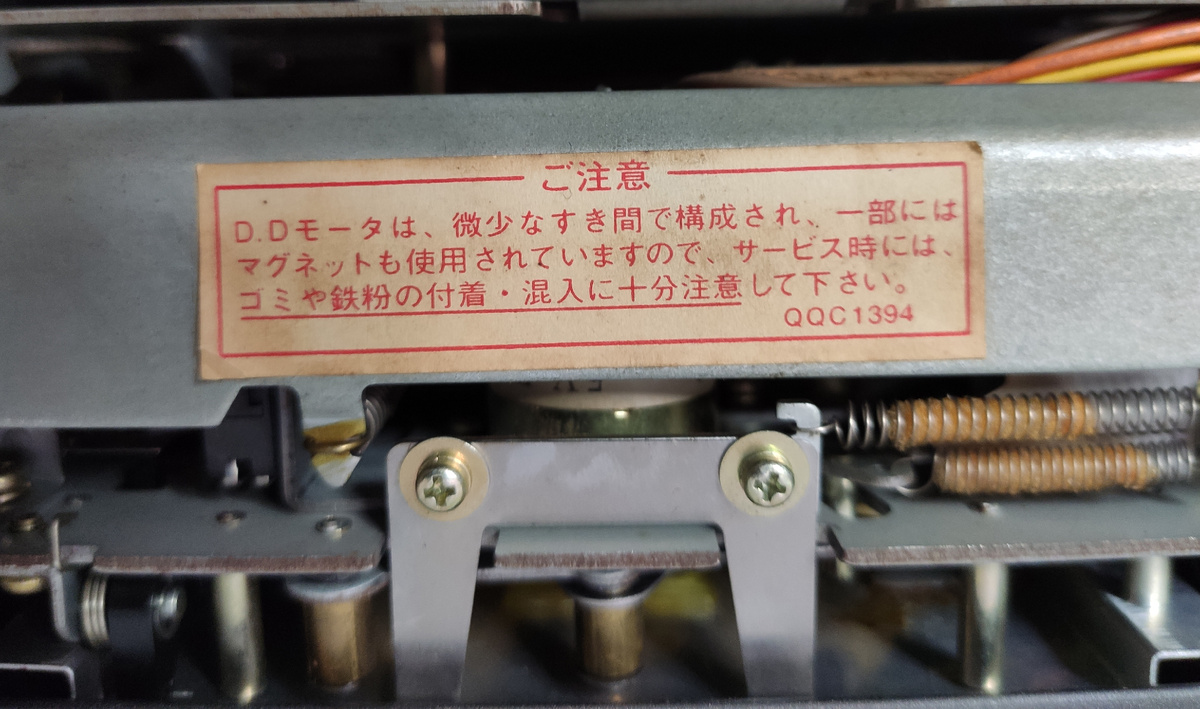 ご注意
D.Dモータは、微少なすき間で構成され、一部には
マグネットも使用されていますので、サービス時には、
ゴミや鉄粉の付着・混入に十分注意して下さい。
QQC1394